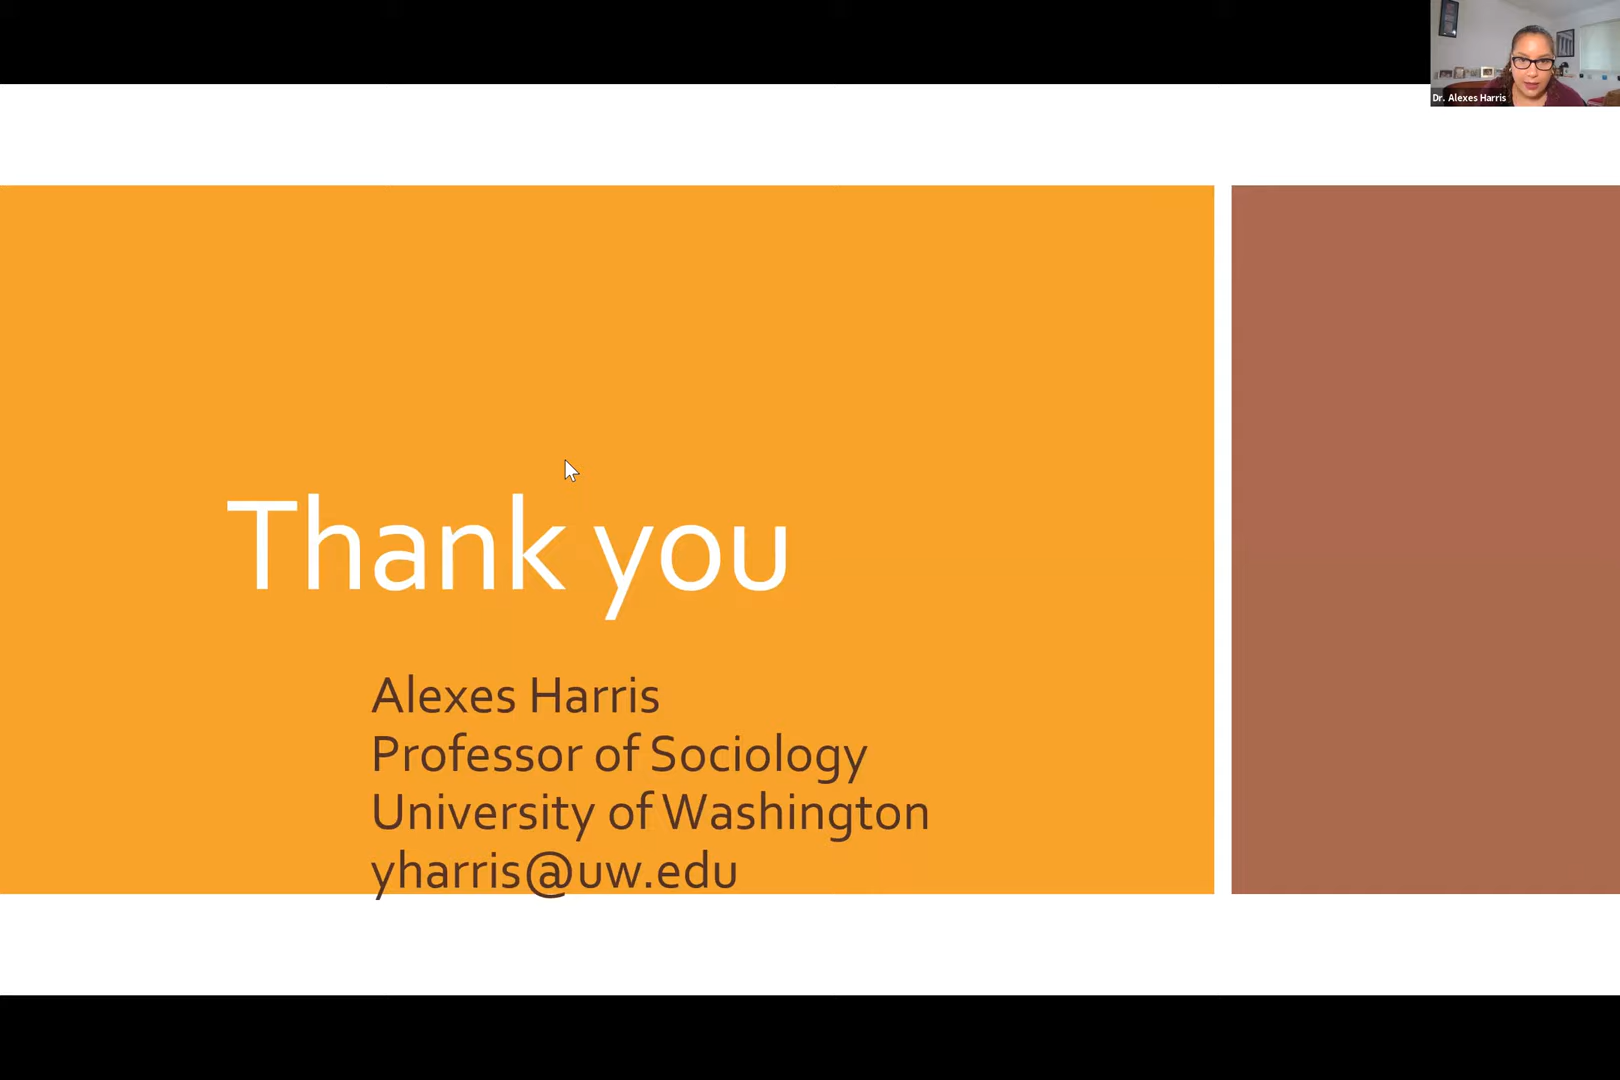 Dr. Alexes Harris
Thank you
Alexes Harris
Professor of Sociology
University of Washington
yharris@uw.edu